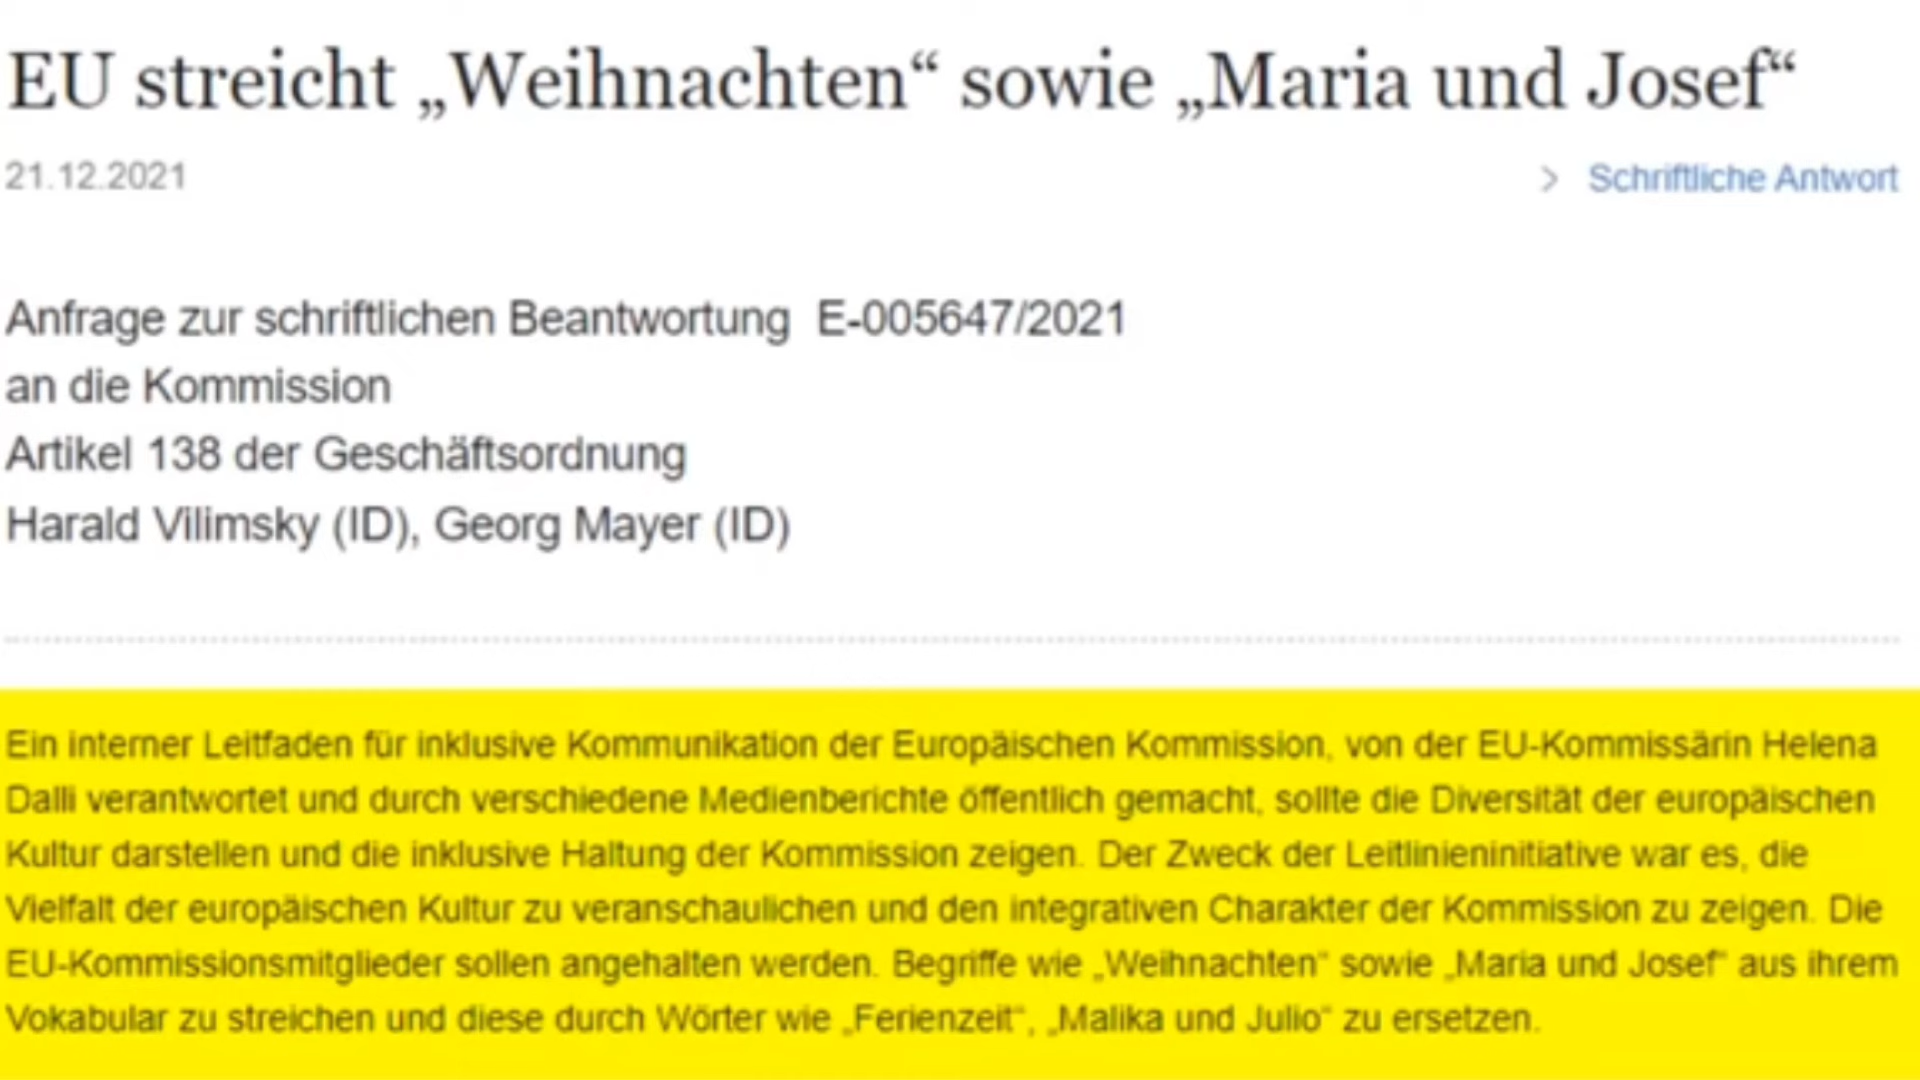 EU streicht „Weihnachten“ sowie „Maria und Josef“
21.12.2021
> Schriftliche Antwort
Anfrage zur schriftlichen Beantwortung E-005647/2021
an die Kommission
Artikel 138 der Geschäftsordnung
Harald Vilimsky (ID), Georg Mayer (ID)
Ein interner Leitfaden für inklusive Kommunikation der Europäischen Kommission, von der EU-Kommissärin Helena
Dalli verantwortet und durch verschiedene Medienberichte öffentlich gemacht, sollte die Diversität der europäischen
Kultur darstellen und die inklusive Haltung der Kommission zeigen. Der Zweck der Leitlinieninitiative war es, die
Vielfalt der europäischen Kultur zu veranschaulichen und den integrativen Charakter der Kommission zu zeigen. Die
EU-Kommissionsmitglieder sollen angehalten werden. Begriffe wie „Weihnachten“ sowie „Maria und Josef“ aus ihrem
Vokabular zu streichen und diese durch Wörter wie „Ferienzeit“, „Malika und Julio“ zu ersetzen.